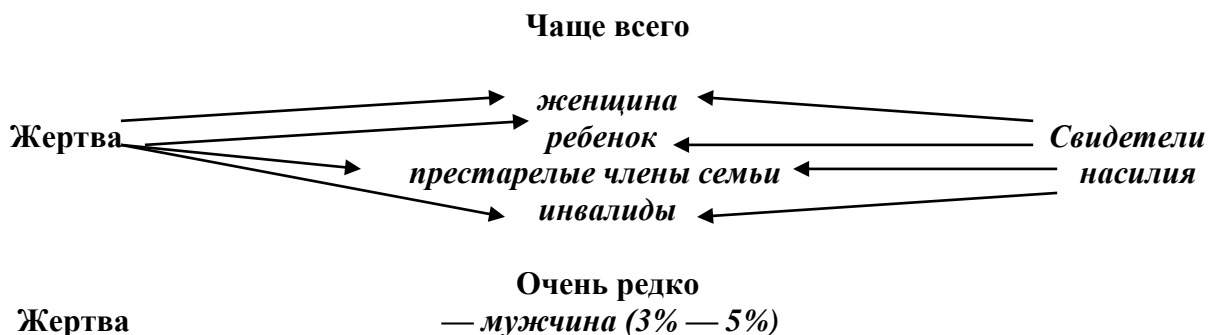 Чаще всего
женщина
Жертва ребенок Свидетели
престарелые члены семьи насилия
инвалиды
Очень редко
Жертва — мужчина (3% — 5%)